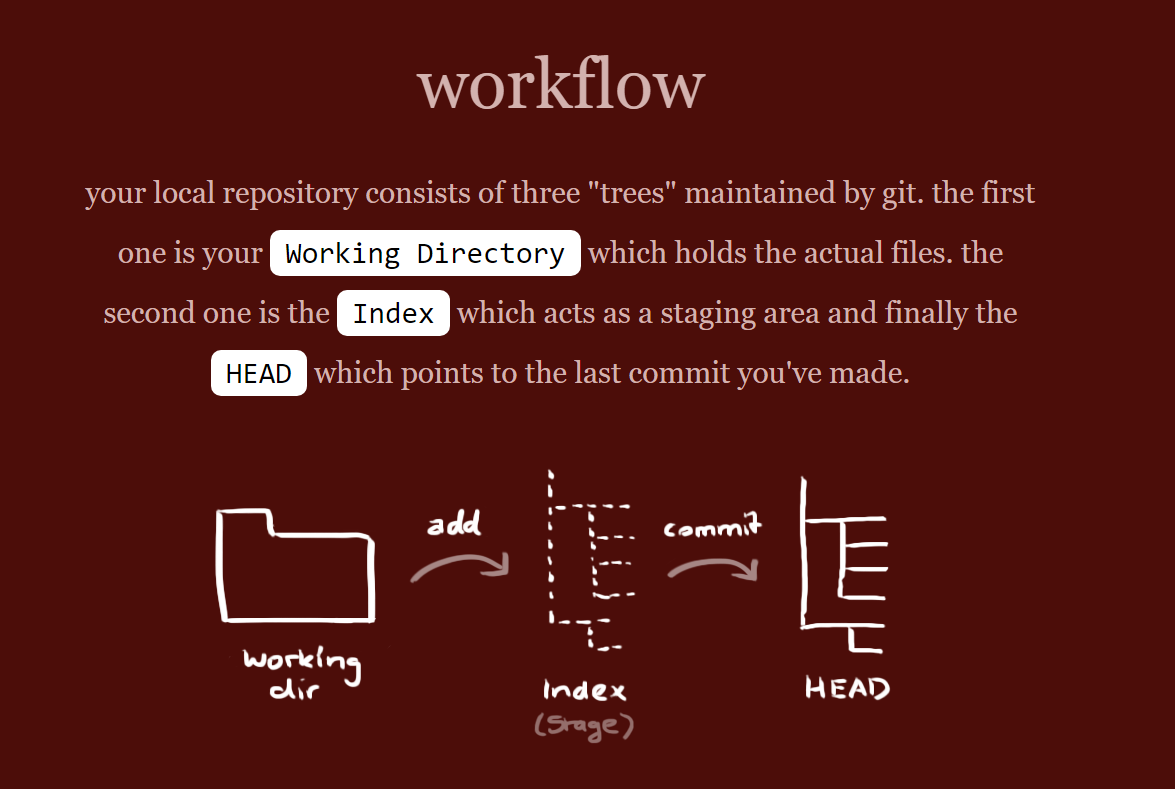 workflow
your local repository consists of three "trees" maintained by git. the first
one is your Working Directory which holds the actual files. the
second one is the Index which acts as a staging area and finally the
HEAD which points to the last commit you've made.
add
commit
working
dir
Index
(Stage)
HEAD